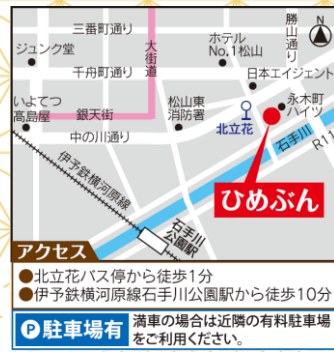 三番町通り
ジュンク堂
大街道
ホテル
No.1松山
勝山通り
N
千舟町通り
日本エイジェント
いよてつ
髙島屋
銀天街
松山東
消防署
北立花
永木町
ハイツ
中の川通り
石手川
R11
伊予鉄横河原線
ひめぶん
石手川
公園駅
アクセス
●北立花バス停から徒歩1分
●伊予鉄横河原線石手川公園駅から徒歩10分
P駐車場有
満車の場合は近隣の有料駐車場
をご利用ください。